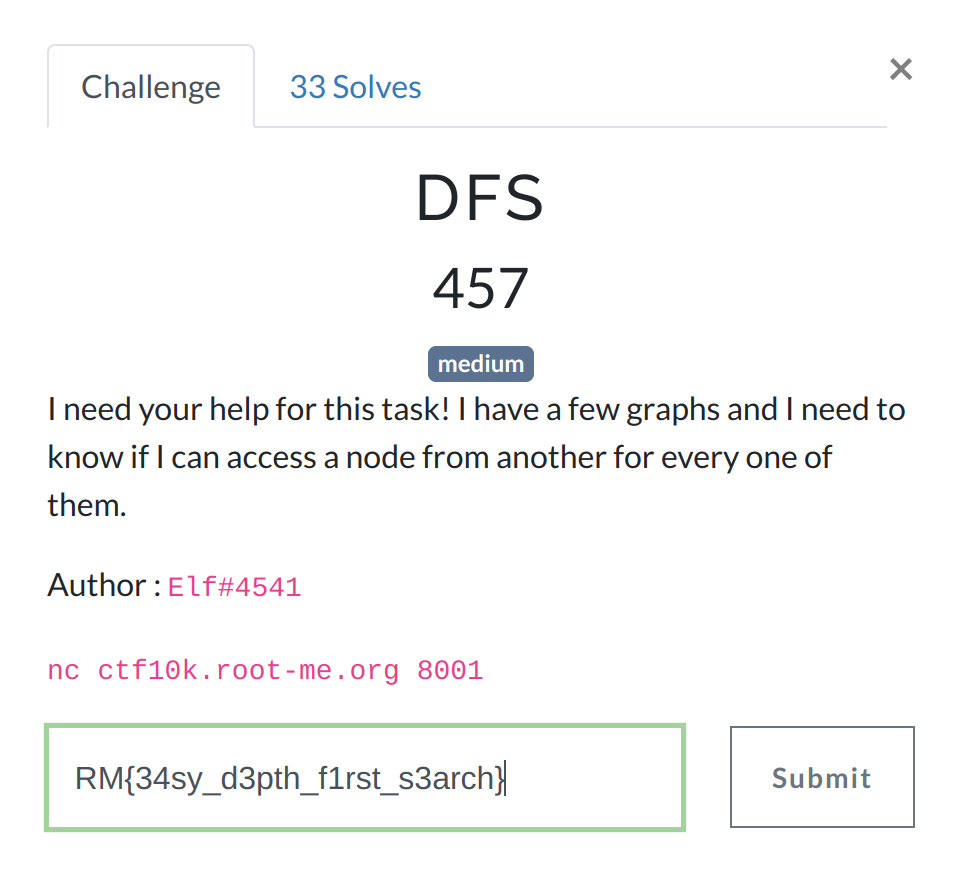 Challenge
33 Solves
×
DFS
457
medium
I need your help for this task! I have a few graphs and I need to
know if I can access a node from another for every one of
them.
Author : Elf#4541
nc ctf10k.root-me.org 8001
RM{34sy_d3pth_f1rst_s3arch}
Submit